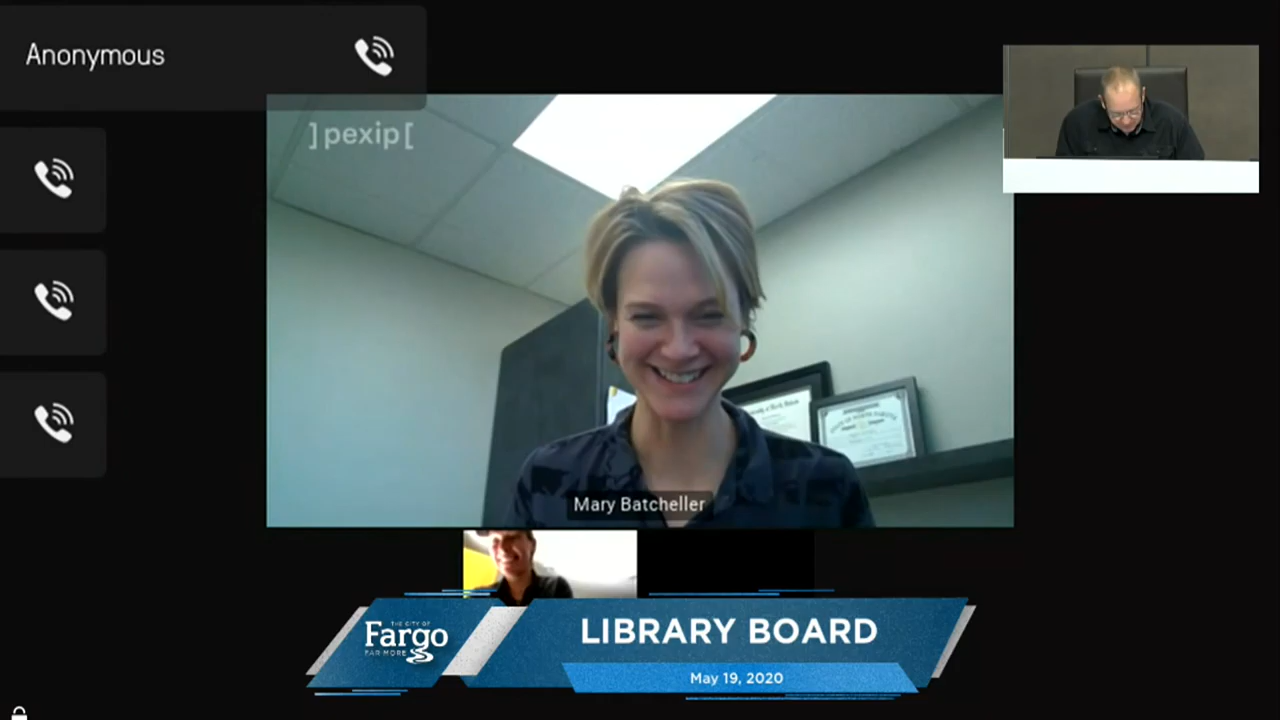 Anonymous
]pexip[
Mary Batcheller
THE CITY OF
Fargo
FAR MORE
LIBRARY BOARD
May 19, 2020